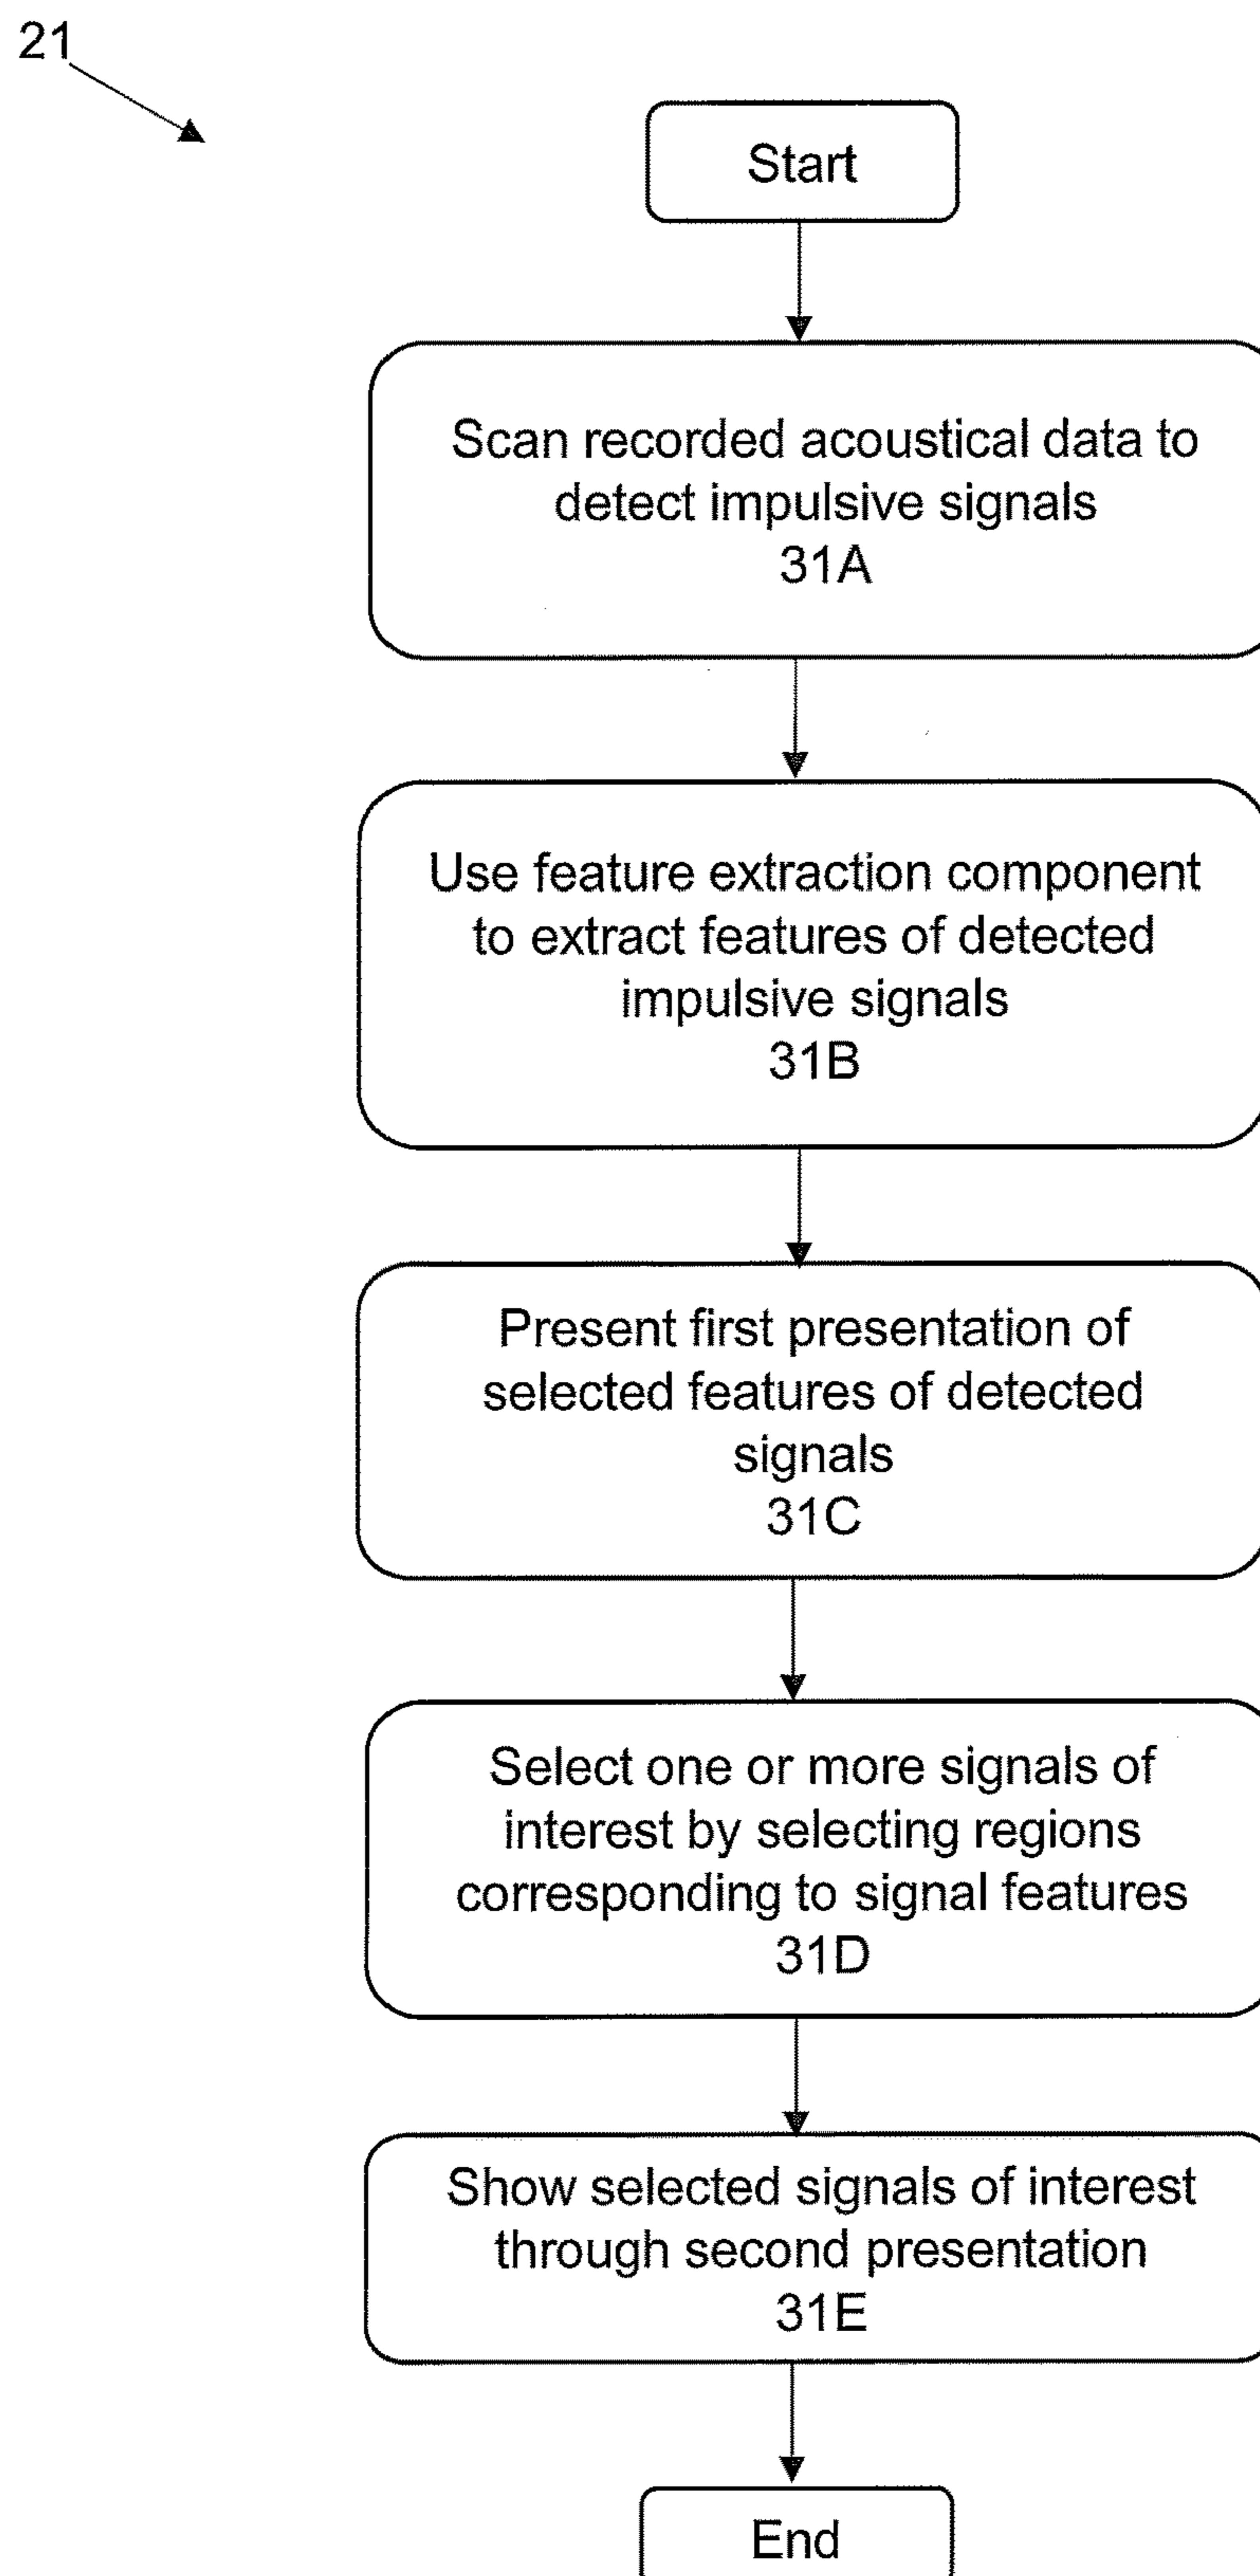 21
Start
Scan recorded acoustical data to
detect impulsive signals
31A
Use feature extraction component
to extract features of detected
impulsive signals
31B
Present first presentation of
selected features of detected
signals
31C
Select one or more signals of
interest by selecting regions
corresponding to signal features
31D
Show selected signals of interest
through second presentation
31E
End